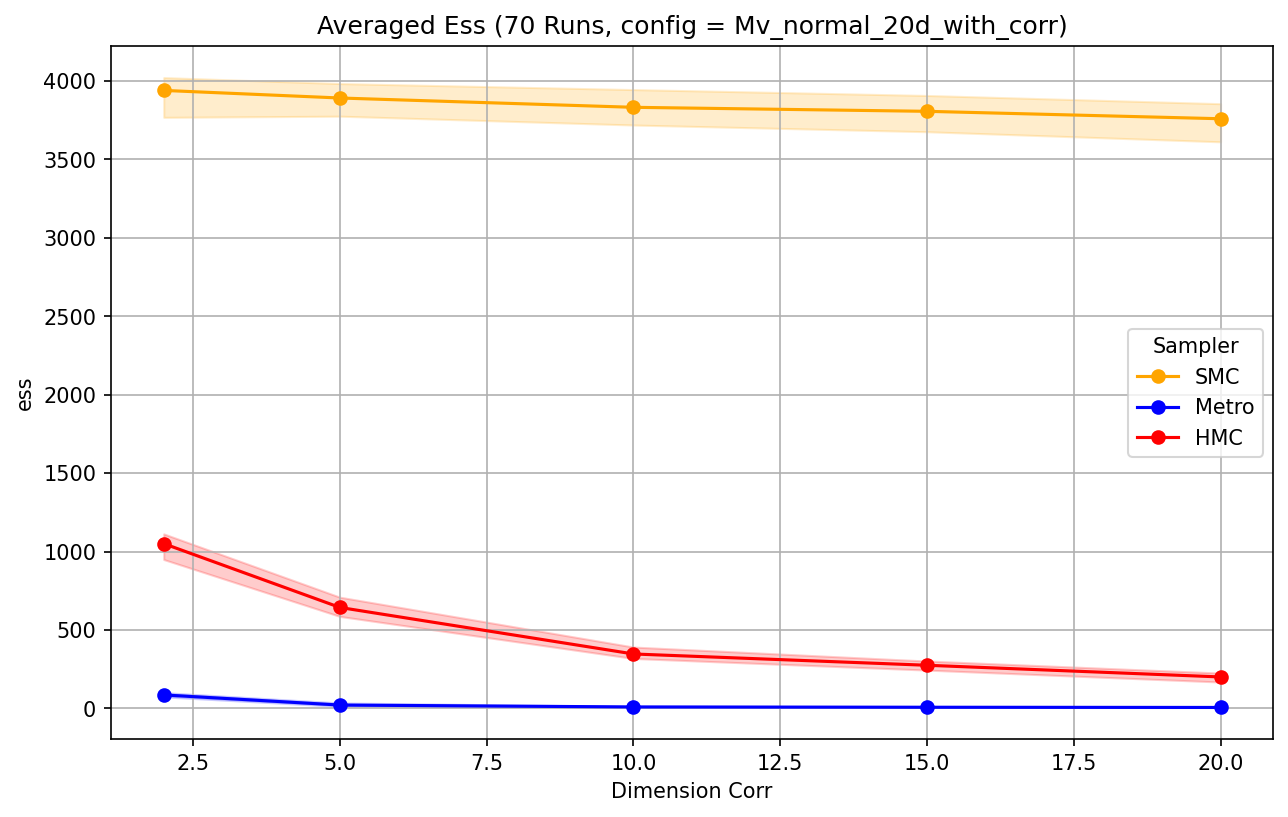 Averaged Ess (70 Runs, config = Mv_normal_20d_with_corr)
4000
3500
3000
2500
2000
1500
1000
500
0
ess
Sampler
SMC
Metro
HMC
2.5 5.0 7.5 10.0 12.5 15.0 17.5 20.0
Dimension Corr